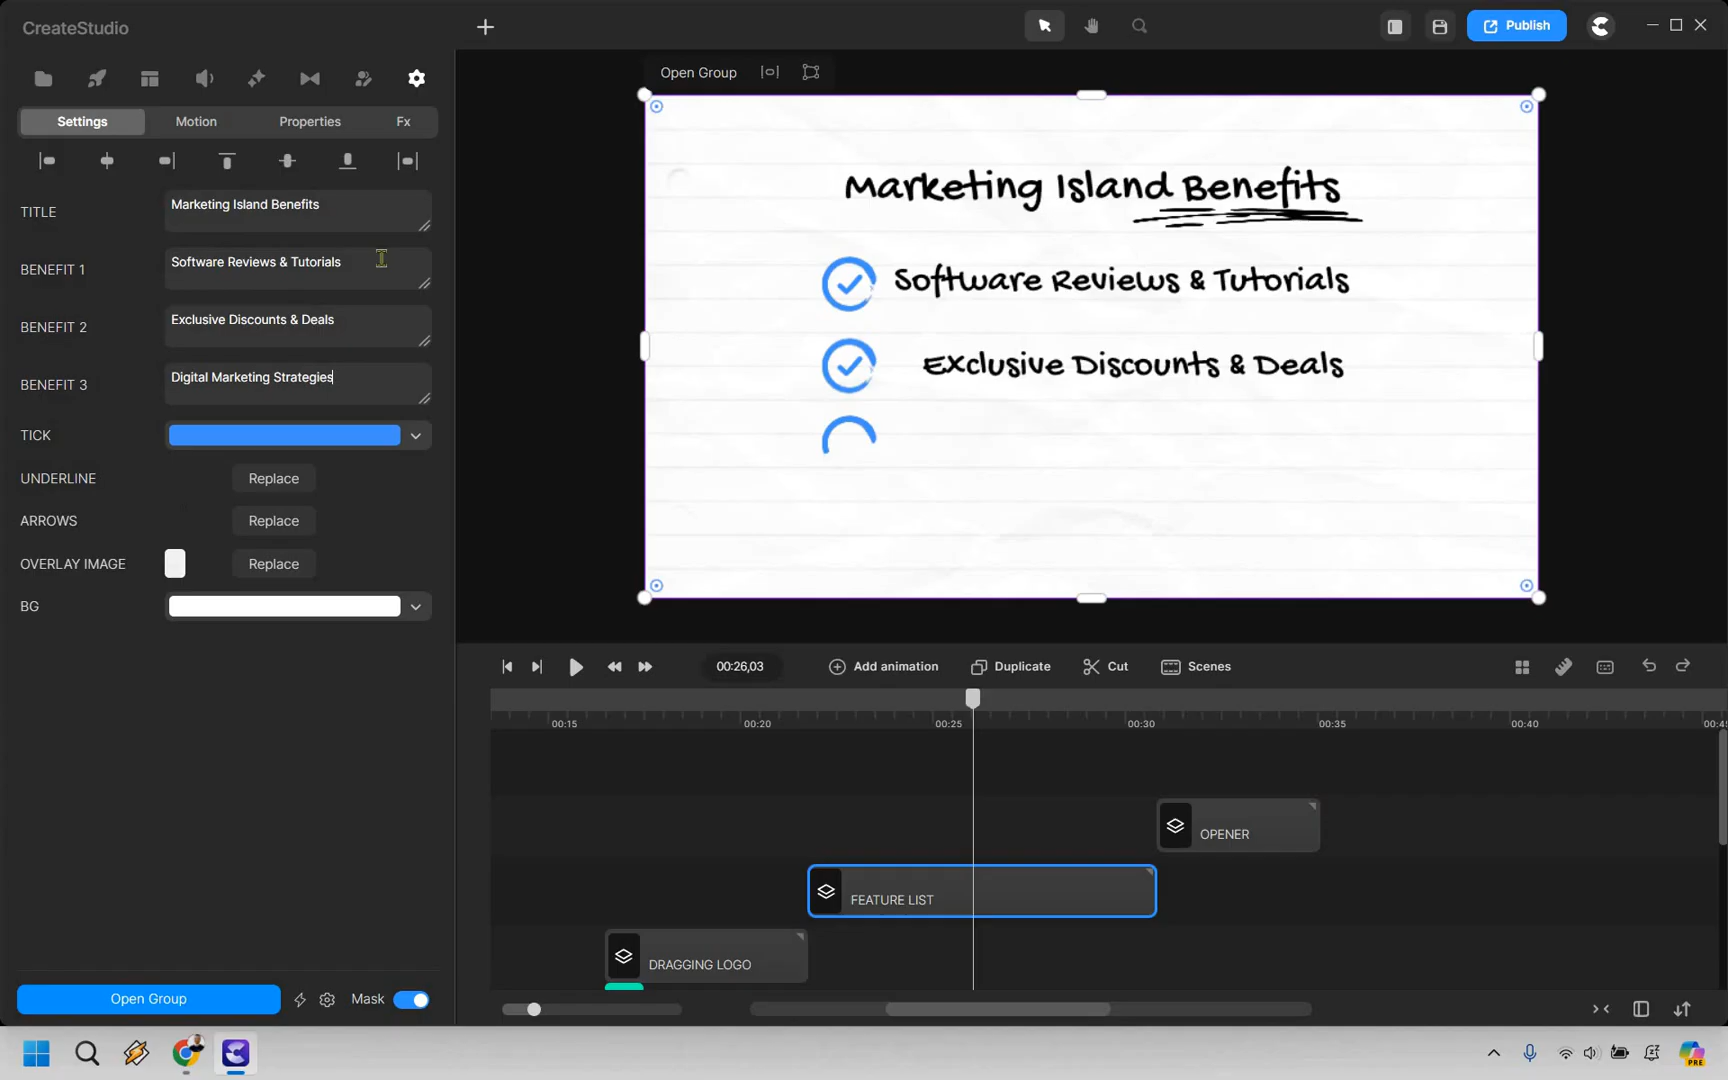 CreateStudio
Publish
Open Group
Settings
Motion
Properties
Fx
TITLE
Marketing Island Benefits
BENEFIT 1
Software Reviews & Tutorials
BENEFIT 2
Exclusive Discounts & Deals
BENEFIT 3
Digital Marketing Strategies
TICK
UNDERLINE
Replace
ARROWS
Replace
OVERLAY IMAGE
Replace
BG
Marketing Island Benefits
Software Reviews & Tutorials
Exclusive Discounts & Deals
00:26,03
Add animation
Duplicate
Cut
Scenes
00:15
00:20
00:25
00:30
00:35
00:40
00:45
OPENER
FEATURE LIST
DRAGGING LOGO
Open Group
Mask
PRE